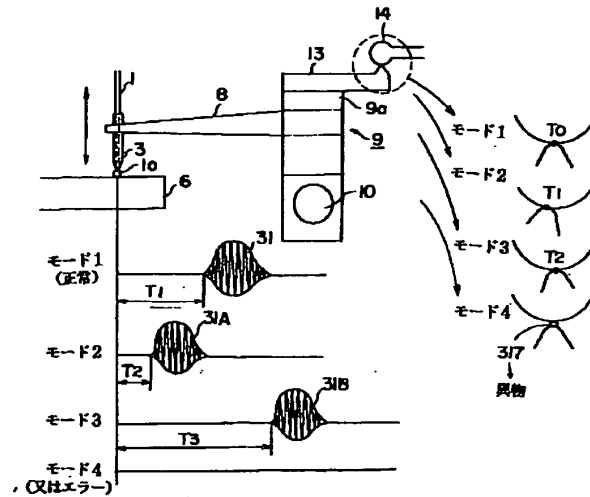 14
13
1
8
9a
9
3
1a
6
10
モード1
T0
モード2
T1
モード3
T2
モード4
317
異物
モード1
(正常)
31
T1
モード2
31A
T2
モード3
31B
T3
モード4
(又はエラー)